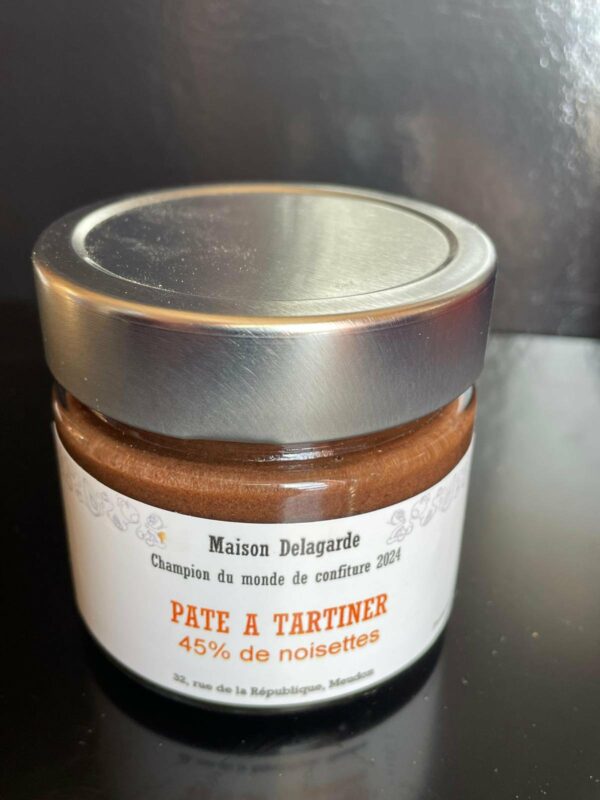 Maison Delagarde
Champion du monde de confiture 2024
PATE A TARTINER
45% de noisettes
32, rue de la République, Meudon